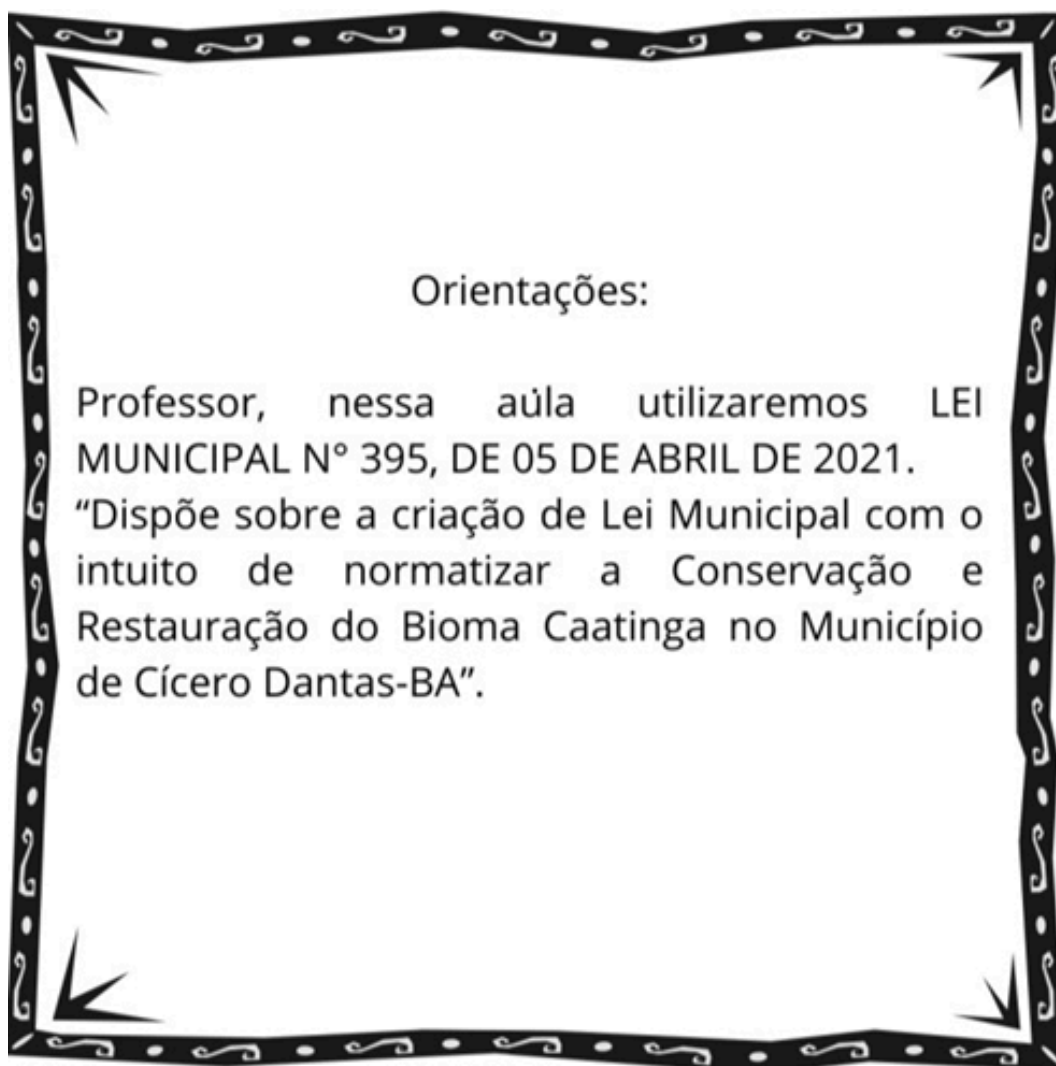 Orientações:
Professor, nessa aula utilizaremos LEI
MUNICIPAL N° 395, DE 05 DE ABRIL DE 2021.
“Dispõe sobre a criação de Lei Municipal com o
intuito de normatizar a Conservação e
Restauração do Bioma Caatinga no Município
de Cícero Dantas-BA”.